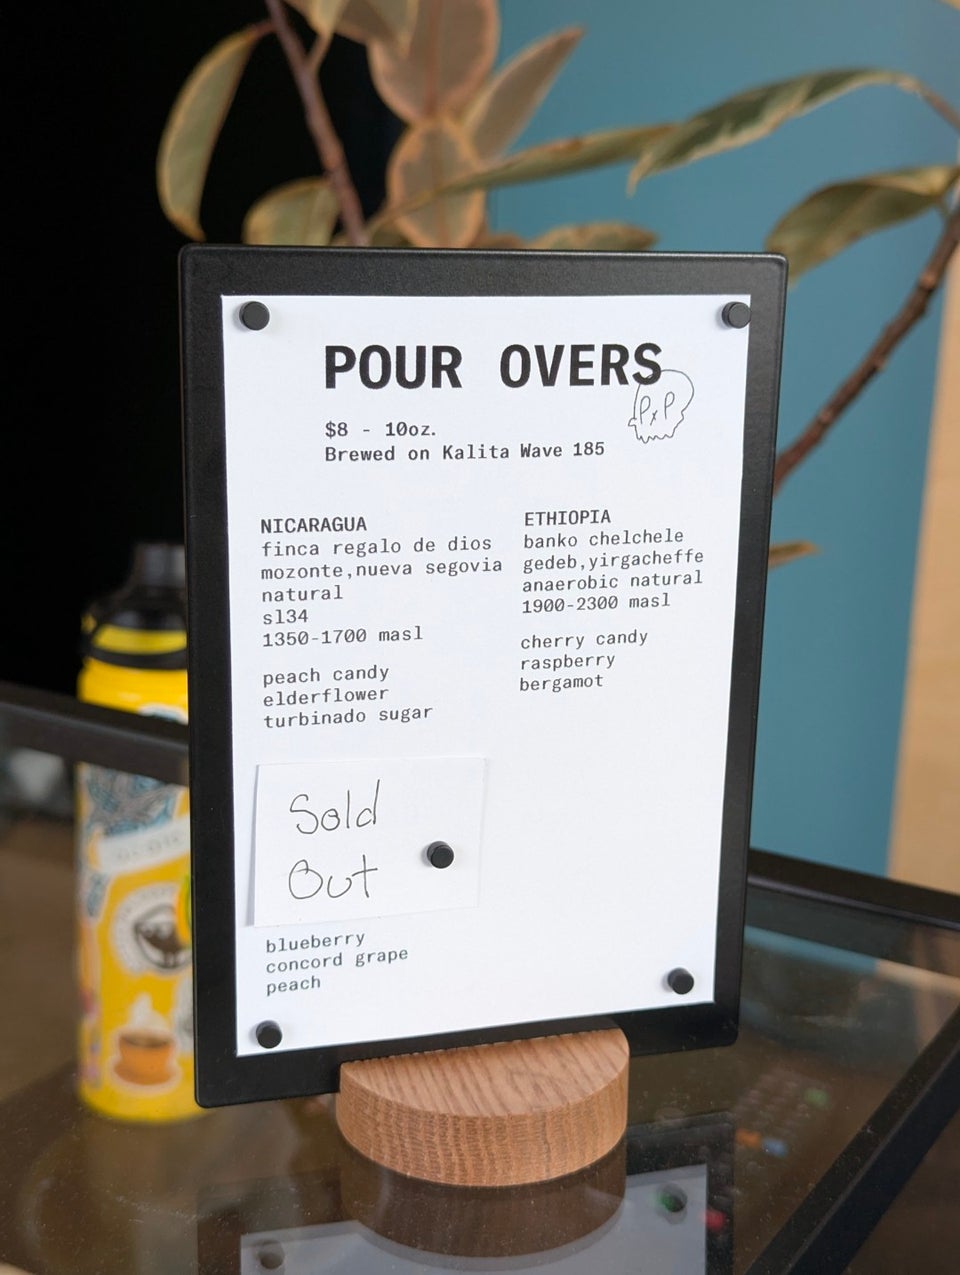 POUR OVERS
PxP
$8 - 10oz.
Brewed on Kalita Wave 185
NICARAGUA
finca regalo de dios
mozonte,nueva segovia
natural
sl34
1350-1700 masl
peach candy
elderflower
turbinado sugar
ETHIOPIA
banko chelchele
gedeb,yirgacheffe
anaerobic natural
1900-2300 masl
cherry candy
raspberry
bergamot
Sold
Out
blueberry
concord grape
peach